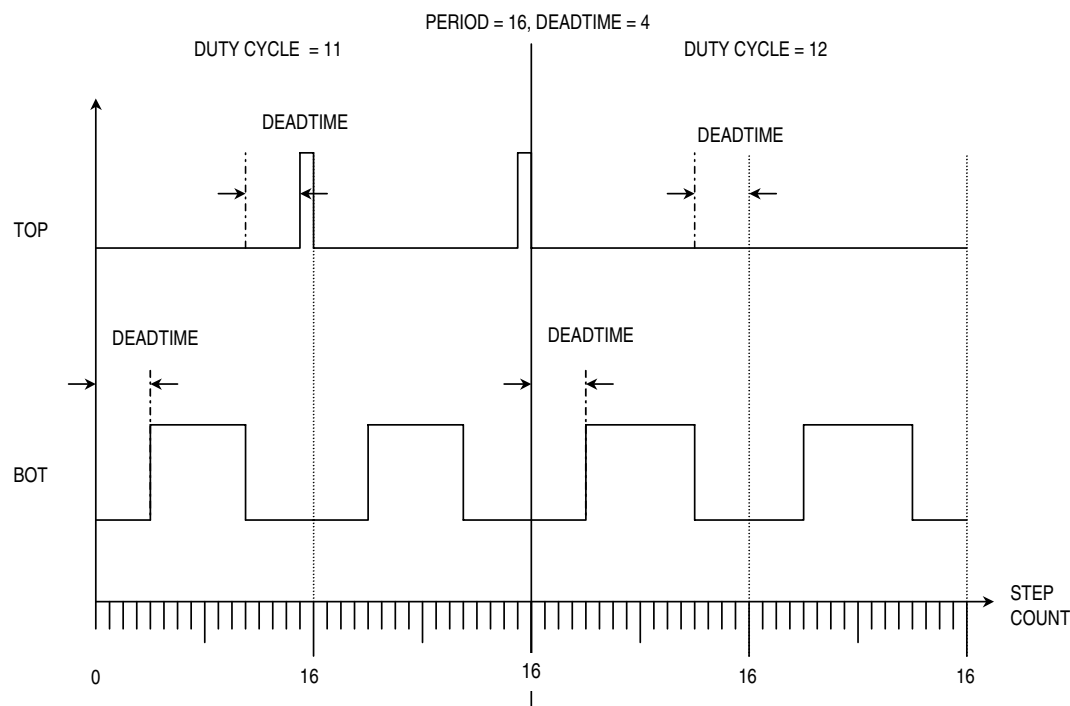 PERIOD = 16, DEADTIME = 4
DUTY CYCLE = 11
DUTY CYCLE = 12
DEADTIME
DEADTIME
TOP
DEADTIME
DEADTIME
BOT
STEP
COUNT
0
16
16
16
16